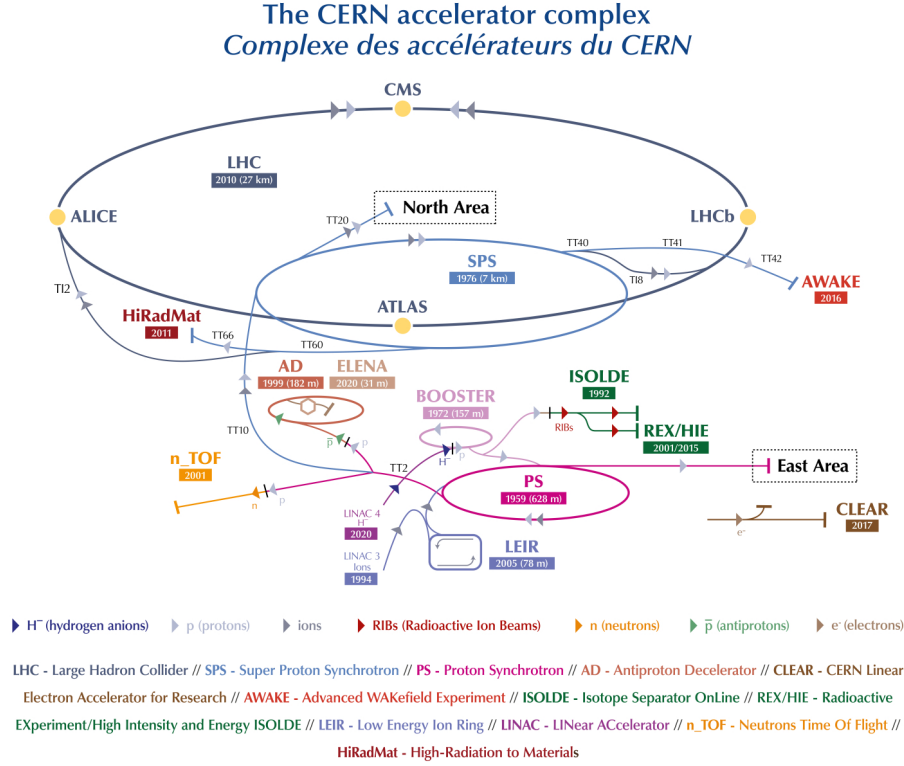 The CERN accelerator complex
Complexe des accélérateurs du CERN
CMS
LHC
2010 (27 km)
ALICE
TT20
North Area
LHCb
TT40
TT41
SPS
1976 (7 km)
TT42
TI8
TI2
AWAKE
2016
ATLAS
HiRadMat
2011
TT66
TT60
AD
1999 (182 m)
ELENA
2020 (31 m)
ISOLDE
1992
BOOSTER
1972 (157 m)
RIBs
REX/HIE
2001/2015
TT10
p̅
p
H⁻
p
n_TOF
2001
TT2
East Area
PS
1959 (628 m)
n
p
LINAC 4
H⁻
2020
CLEAR
2017
e⁻
LINAC 3
Ions
1994
LEIR
2005 (78 m)
H⁻ (hydrogen anions)
p (protons)
ions
RIBs (Radioactive Ion Beams)
n (neutrons)
p̅ (antiprotons)
e⁻ (electrons)
LHC - Large Hadron Collider // SPS - Super Proton Synchrotron // PS - Proton Synchrotron // AD - Antiproton Decelerator // CLEAR - CERN Linear
Electron Accelerator for Research // AWAKE - Advanced WAKefield Experiment // ISOLDE - Isotope Separator OnLine // REX/HIE - Radioactive
EXperiment/High Intensity and Energy ISOLDE // LEIR - Low Energy Ion Ring // LINAC - LINear ACcelerator // n_TOF - Neutrons Time Of Flight //
HiRadMat - High-Radiation to Materials